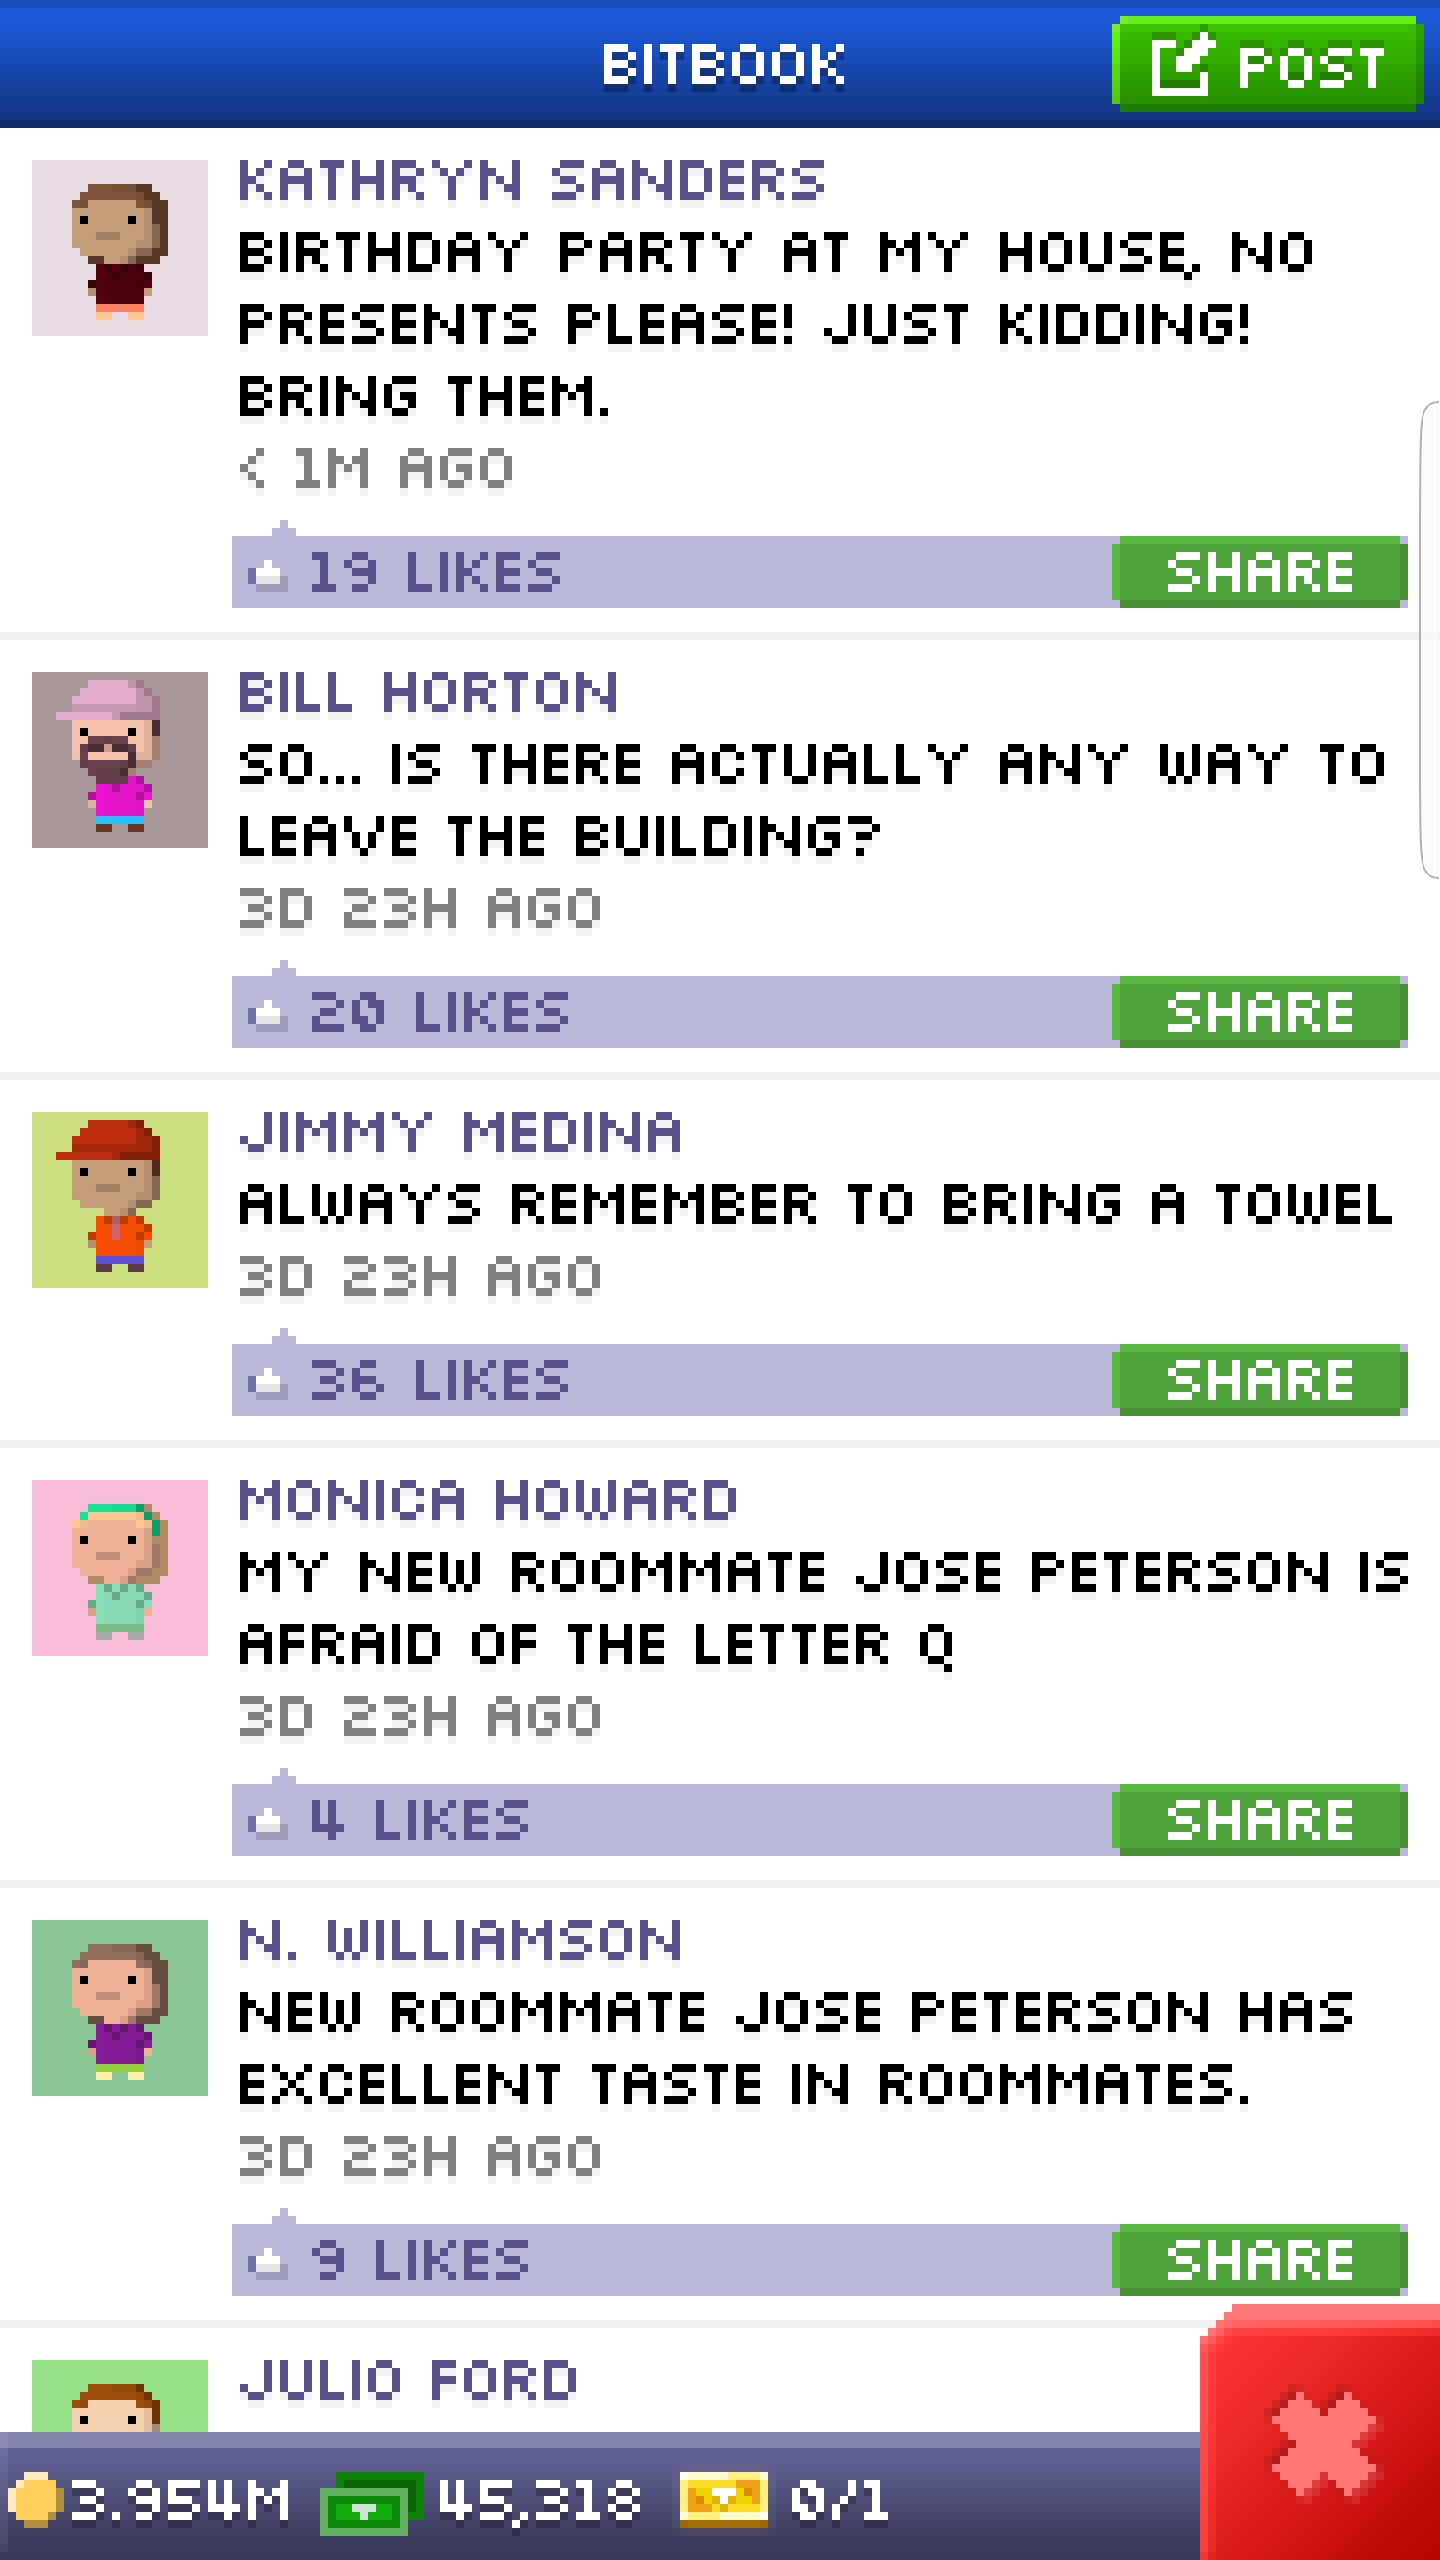 BITBOOK
POST
KATHRYN SANDERS
BIRTHDAY PARTY AT MY HOUSE, NO
PRESENTS PLEASE! JUST KIDDING!
BRING THEM.
< 1M AGO
19 LIKES
SHARE
BILL HORTON
SO... IS THERE ACTUALLY ANY WAY TO
LEAVE THE BUILDING?
3D 23H AGO
20 LIKES
SHARE
JIMMY MEDINA
ALWAYS REMEMBER TO BRING A TOWEL
3D 23H AGO
36 LIKES
SHARE
MONICA HOWARD
MY NEW ROOMMATE JOSE PETERSON IS
AFRAID OF THE LETTER Q
3D 23H AGO
4 LIKES
SHARE
N. WILLIAMSON
NEW ROOMMATE JOSE PETERSON HAS
EXCELLENT TASTE IN ROOMMATES.
3D 23H AGO
9 LIKES
SHARE
JULIO FORD
3.954M
45,318
0/1